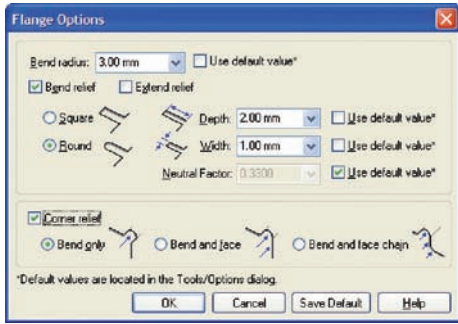 Flange Options
Bend radius: 3.00 mm Use default value*
Bend relief Extend relief
Square Depth: 2.00 mm Use default value*
Round Width: 1.00 mm Use default value*
Neutral Factor: 0.3300 Use default value*
Corner relief
Bend only Bend and face Bend and face chain
*Default values are located in the Tools/Options dialog.
OK Cancel Save Default Help